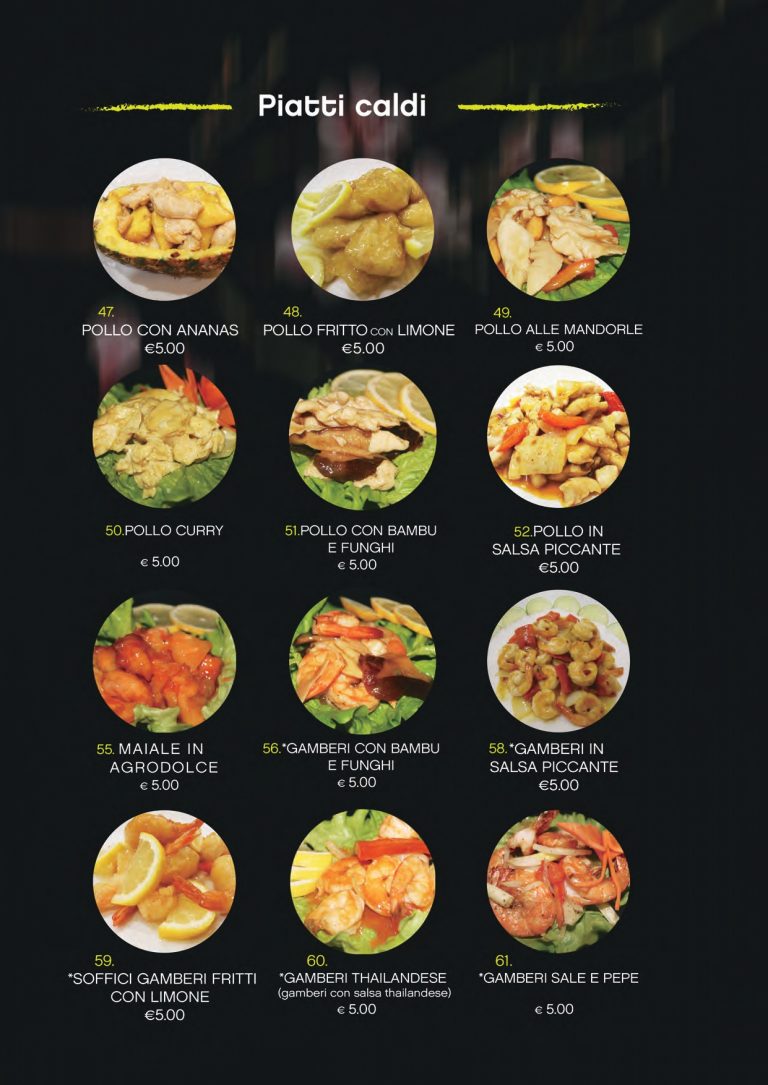 Piatti caldi
47.
POLLO CON ANANAS
€5.00
48.
POLLO FRITTO CON LIMONE
€5.00
49.
POLLO ALLE MANDORLE
€ 5.00
50.POLLO CURRY
€ 5.00
51.POLLO CON BAMBU
E FUNGHI
€ 5.00
52.POLLO IN
SALSA PICCANTE
€5.00
55. MAIALE IN
AGRODOLCE
€ 5.00
56.*GAMBERI CON BAMBU
E FUNGHI
€ 5.00
58.*GAMBERI IN
SALSA PICCANTE
€5.00
59.
*SOFFICI GAMBERI FRITTI
CON LIMONE
€5.00
60.
*GAMBERI THAILANDESE
(gamberi con salsa thailandese)
€ 5.00
61.
*GAMBERI SALE E PEPE
€ 5.00